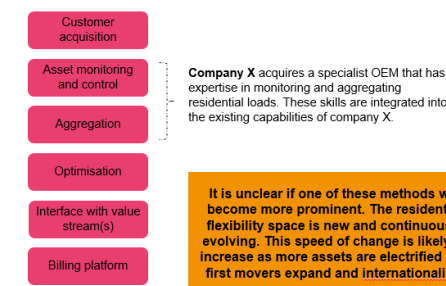 Customer
acquisition
Asset monitoring
and control
Aggregation
Optimisation
Interface with value
stream(s)
Billing platform
Company X acquires a specialist OEM that has
expertise in monitoring and aggregating
residential loads. These skills are integrated into
the existing capabilities of company X.
It is unclear if one of these methods
become more prominent. The
flexibility space is new and
evolving. This speed of change is likely
increase as more assets are electrified
first movers expand and